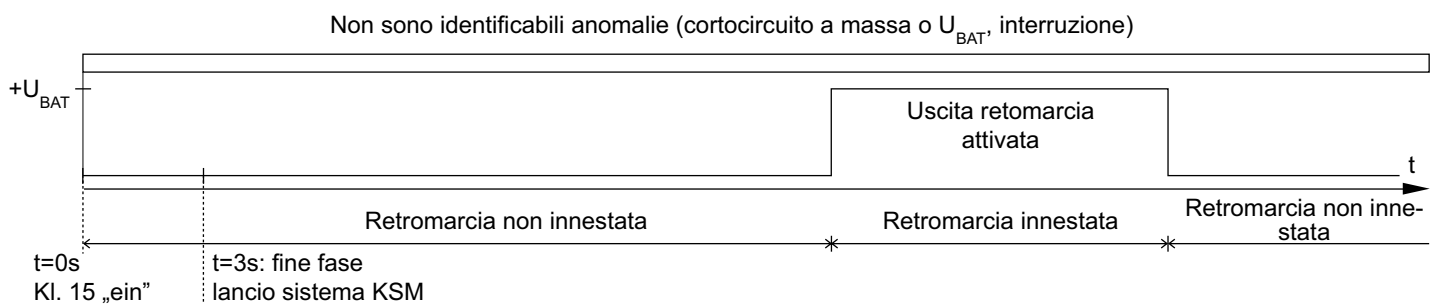 Non sono identificabili anomalie (cortocircuito a massa o U_BAT, interruzione)
+U_BAT
Uscita retomarcia
attivata
t
Retromarcia non innestata
Retromarcia innestata
Retromarcia non inne-
stata
t=0s
Kl. 15 „ein”
t=3s: fine fase
lancio sistema KSM